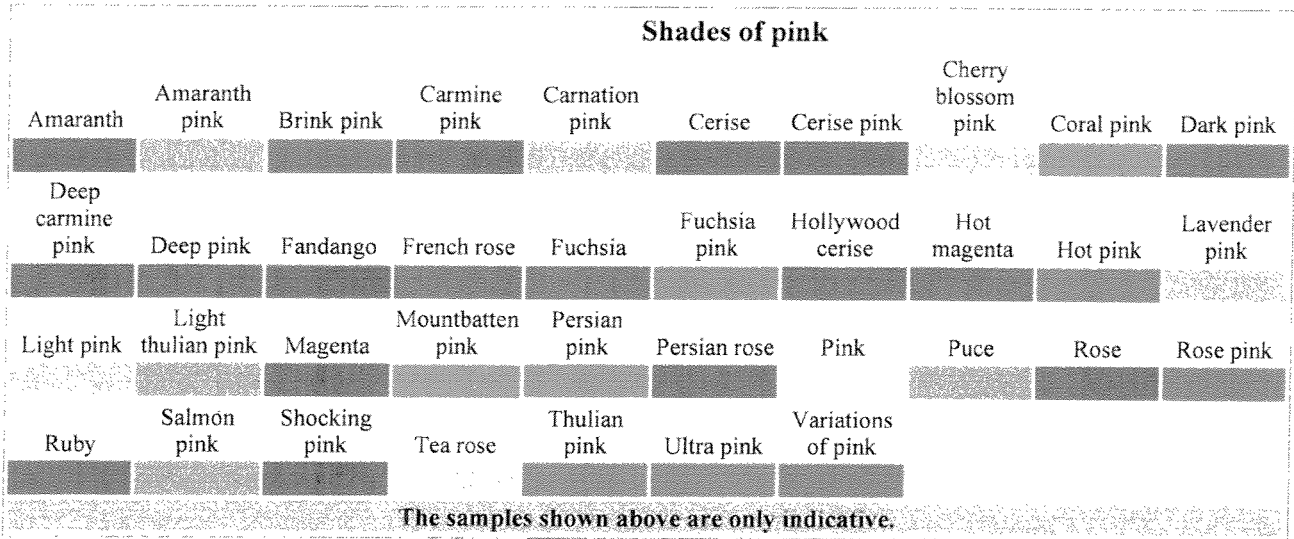 Shades of pink
Amaranth
Amaranth
pink
Brink pink
Carmine
pink
Carnation
pink
Cerise
Cerise pink
Cherry
blossom
pink
Coral pink
Dark pink
Deep
carmine
pink
Deep pink
Fandango
French rose
Fuchsia
Fuchsia
pink
Hollywood
cerise
Hot
magenta
Hot pink
Lavender
pink
Light pink
Light
thulian pink
Magenta
Mountbatten
pink
Persian
pink
Persian rose
Pink
Puce
Rose
Rose pink
Ruby
Salmon
pink
Shocking
pink
Tea rose
Thulian
pink
Ultra pink
Variations
of pink
The samples shown above are only indicative.